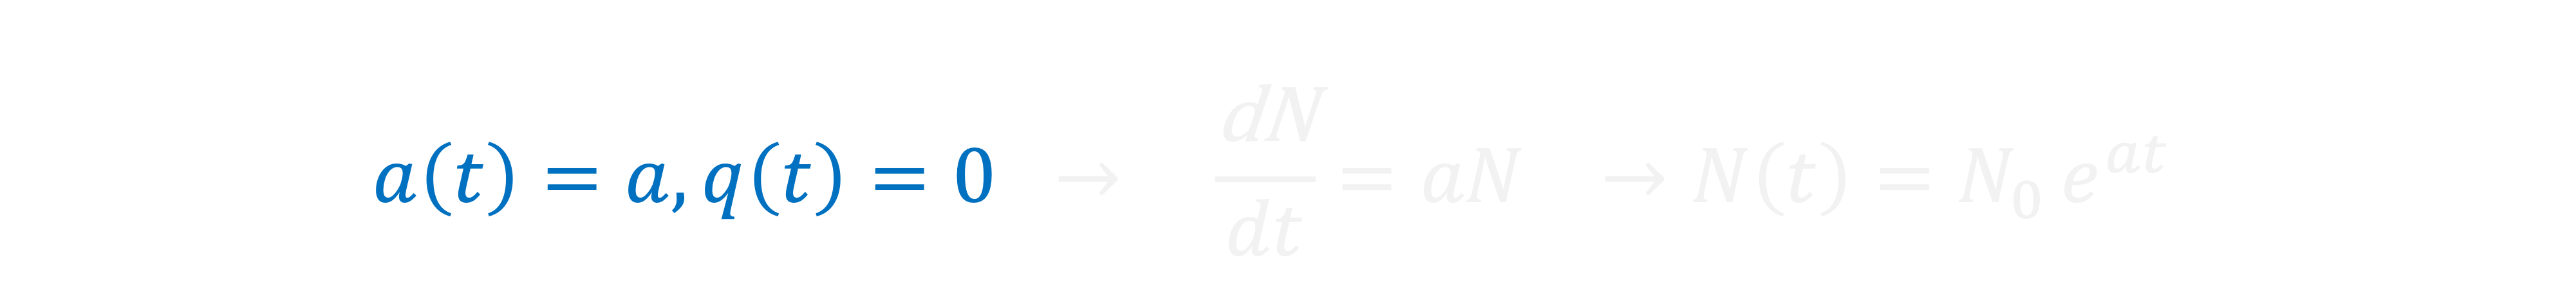 a(t) = a, q(t) = 0 → dN/dt = aN → N(t) = N₀ e^{at}